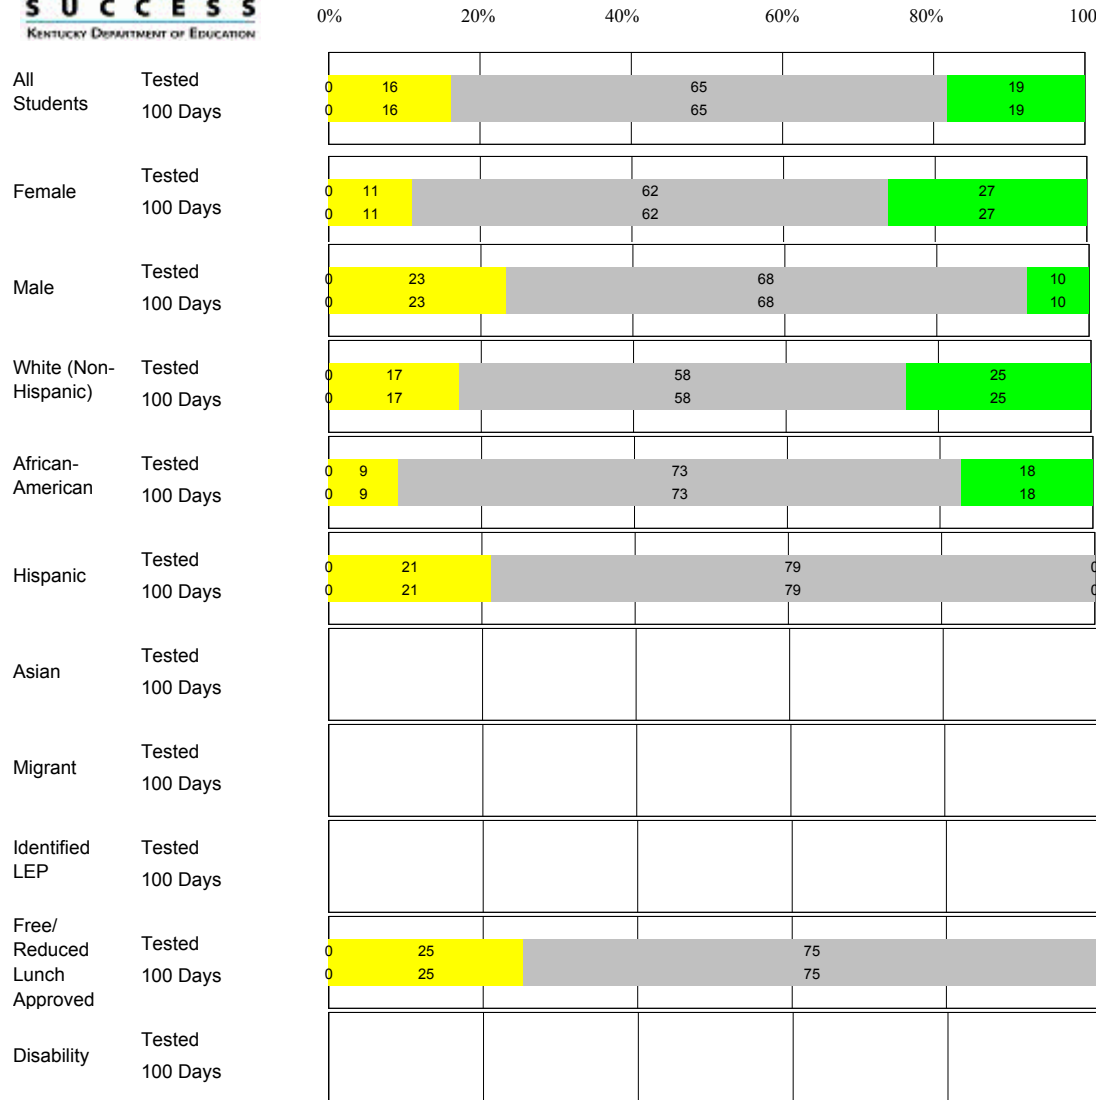 SUCCESS
KENTUCKY DEPARTMENT OF EDUCATION
0% 20% 40% 60% 80% 100
All Students Tested 0 16 65 19
100 Days 0 16 65 19
Female Tested 0 11 62 27
100 Days 0 11 62 27
Male Tested 0 23 68 10
100 Days 0 23 68 10
White (Non-Hispanic) Tested 0 17 58 25
100 Days 0 17 58 25
African-American Tested 0 9 73 18
100 Days 0 9 73 18
Hispanic Tested 0 21 79 0
100 Days 0 21 79 0
Asian Tested
100 Days
Migrant Tested
100 Days
Identified LEP Tested
100 Days
Free/ Reduced Lunch Approved Tested 0 25 75
100 Days 0 25 75
Disability Tested
100 Days